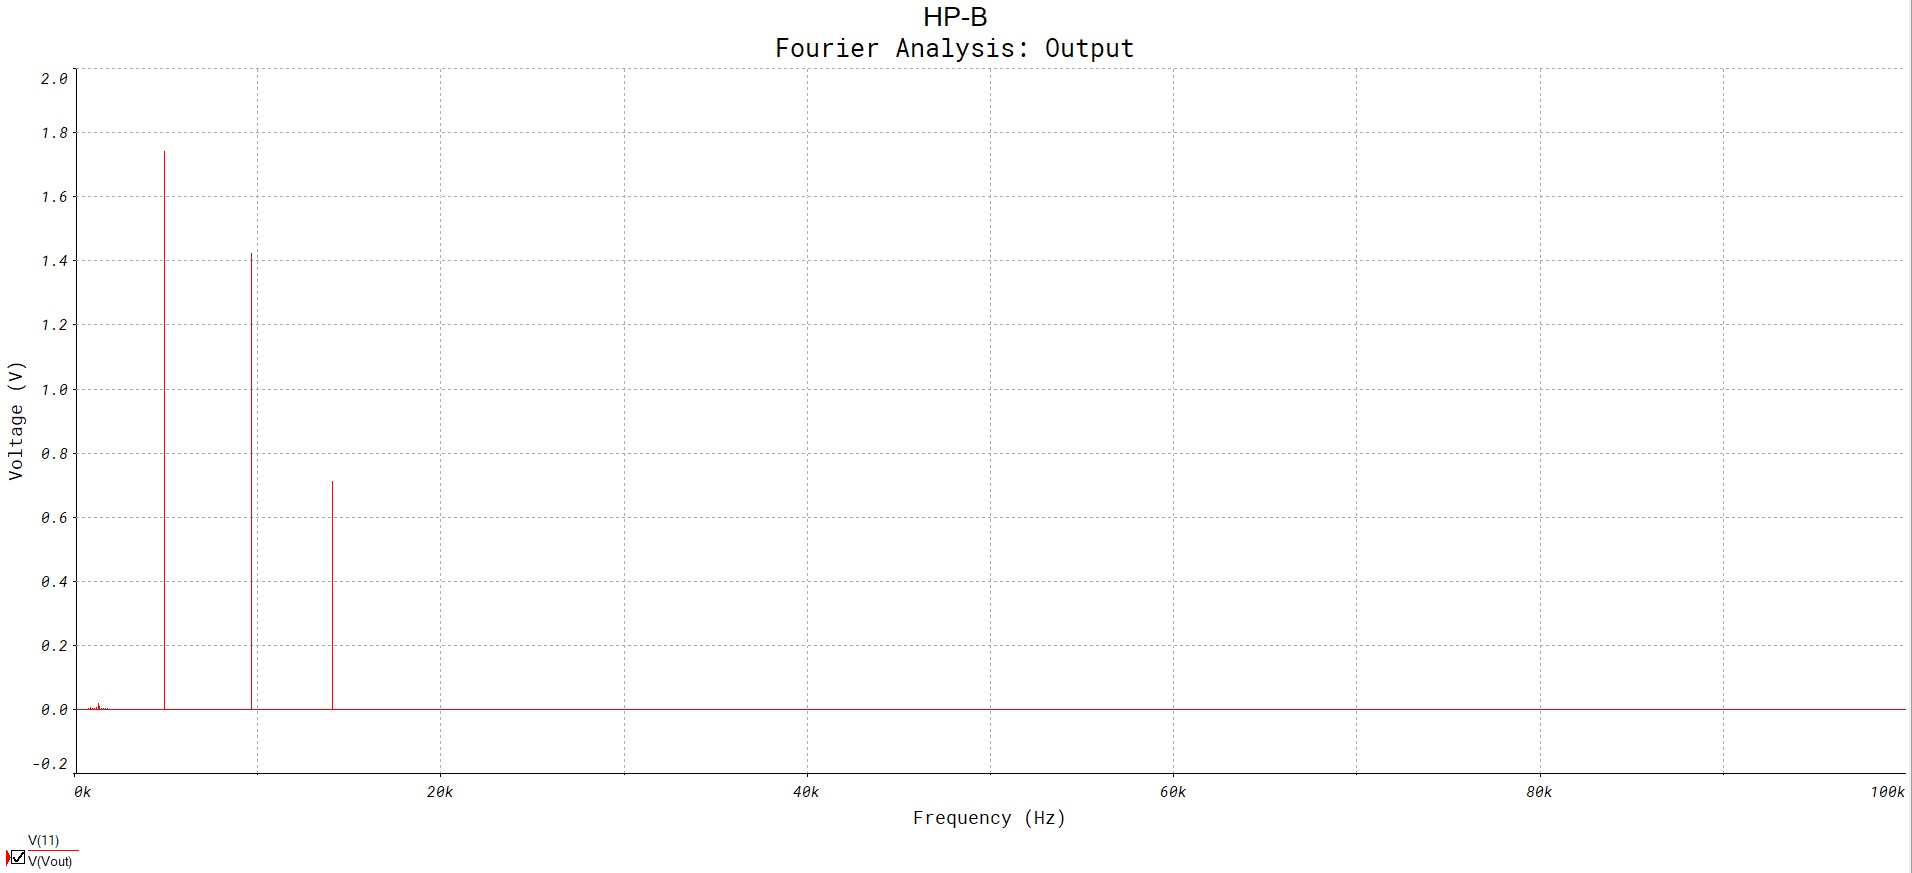 HP-B
Fourier Analysis: Output
2.0
1.8
1.6
1.4
1.2
1.0
0.8
0.6
0.4
0.2
0.0
-0.2
Voltage (V)
0k 20k 40k 60k 80k 100k
Frequency (Hz)
V(11)
V(Vout)